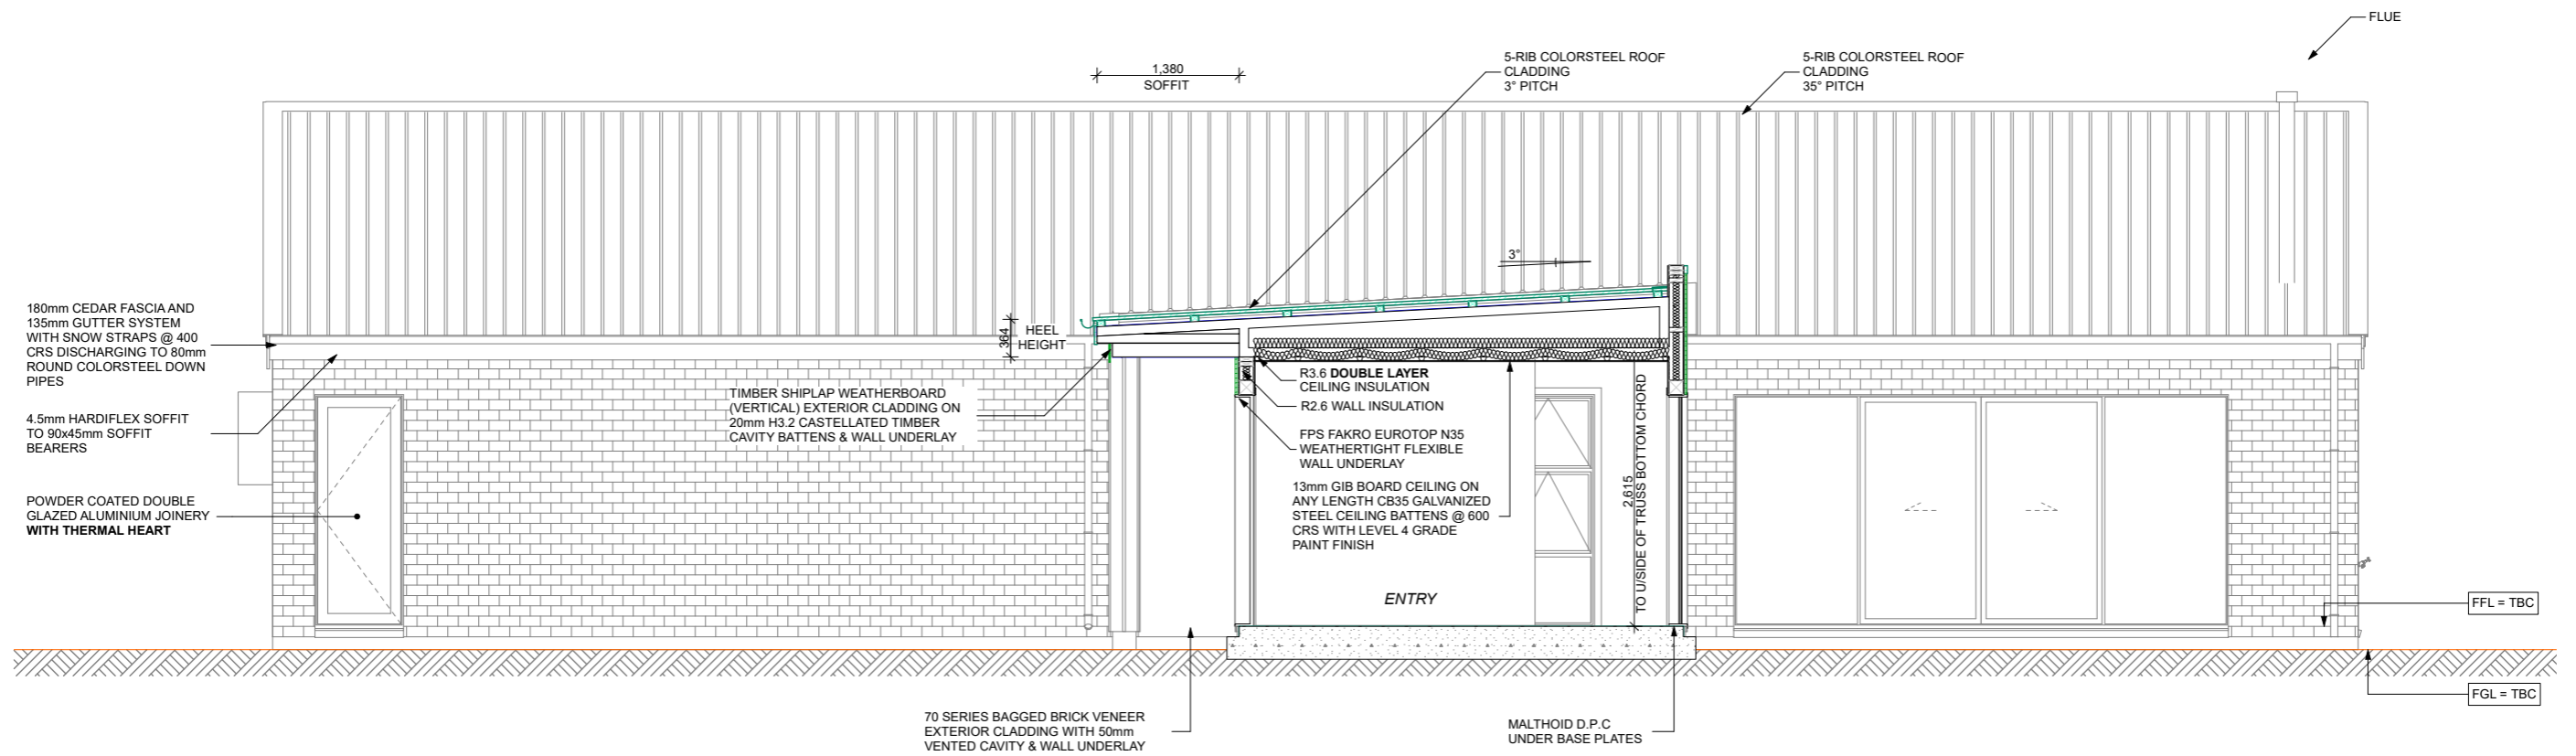 FLUE
5-RIB COLORSTEEL ROOF
CLADDING
3° PITCH
5-RIB COLORSTEEL ROOF
CLADDING
35° PITCH
1,380
SOFFIT
3°
180mm CEDAR FASCIA AND
135mm GUTTER SYSTEM
WITH SNOW STRAPS @ 400
CRS DISCHARGING TO 80mm
ROUND COLORSTEEL DOWN
PIPES
364
HEEL
HEIGHT
4.5mm HARDIFLEX SOFFIT
TO 90x45mm SOFFIT
BEARERS
TIMBER SHIPLAP WEATHERBOARD
(VERTICAL) EXTERIOR CLADDING ON
20mm H3.2 CASTELLATED TIMBER
CAVITY BATTENS & WALL UNDERLAY
R3.6 DOUBLE LAYER
CEILING INSULATION
R2.6 WALL INSULATION
FPS FAKRO EUROTOP N35
WEATHERTIGHT FLEXIBLE
WALL UNDERLAY
13mm GIB BOARD CEILING ON
ANY LENGTH CB35 GALVANIZED
STEEL CEILING BATTENS @ 600
CRS WITH LEVEL 4 GRADE
PAINT FINISH
2,615
TO U/SIDE OF TRUSS BOTTOM CHORD
POWDER COATED DOUBLE
GLAZED ALUMINIUM JOINERY
WITH THERMAL HEART
ENTRY
FFL = TBC
FGL = TBC
70 SERIES BAGGED BRICK VENEER
EXTERIOR CLADDING WITH 50mm
VENTED CAVITY & WALL UNDERLAY
MALTHOID D.P.C
UNDER BASE PLATES